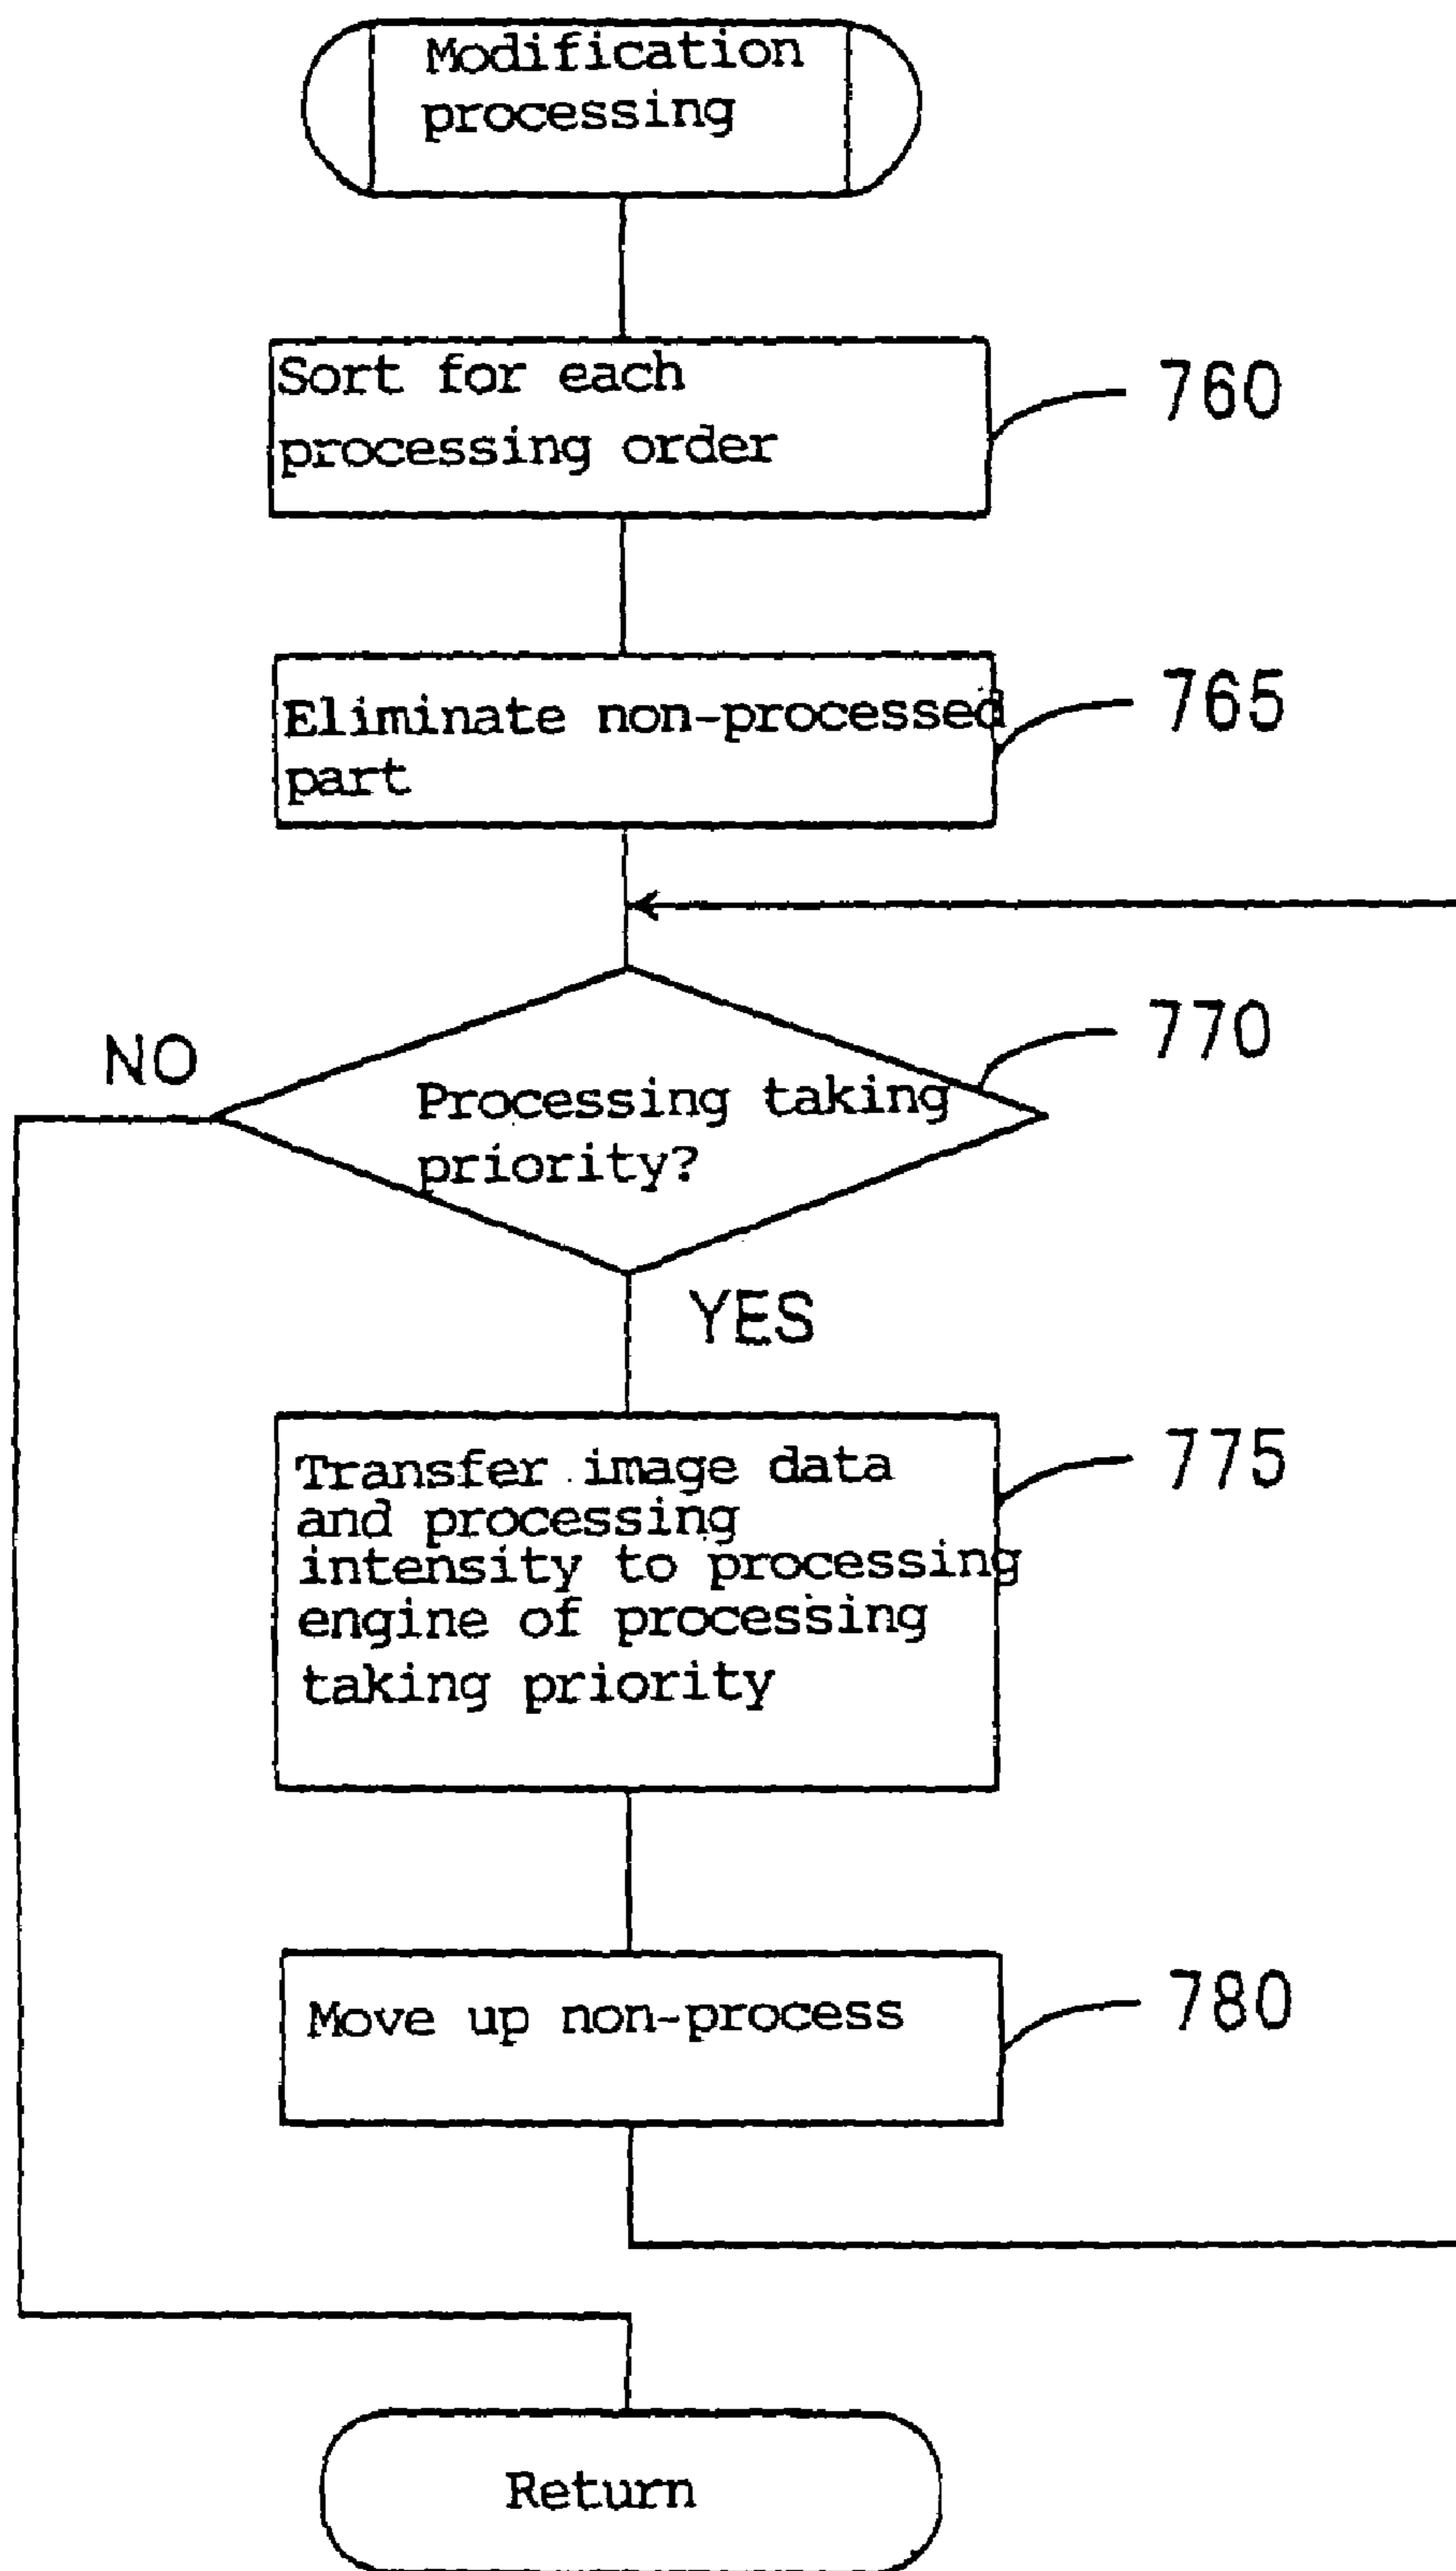 Modification
processing
Sort for each
processing order
760
Eliminate non-processed
part
765
770
NO
Processing taking
priority?
YES
Transfer image data
and processing
intensity to processing
engine of processing
taking priority
775
Move up non-process
780
Return